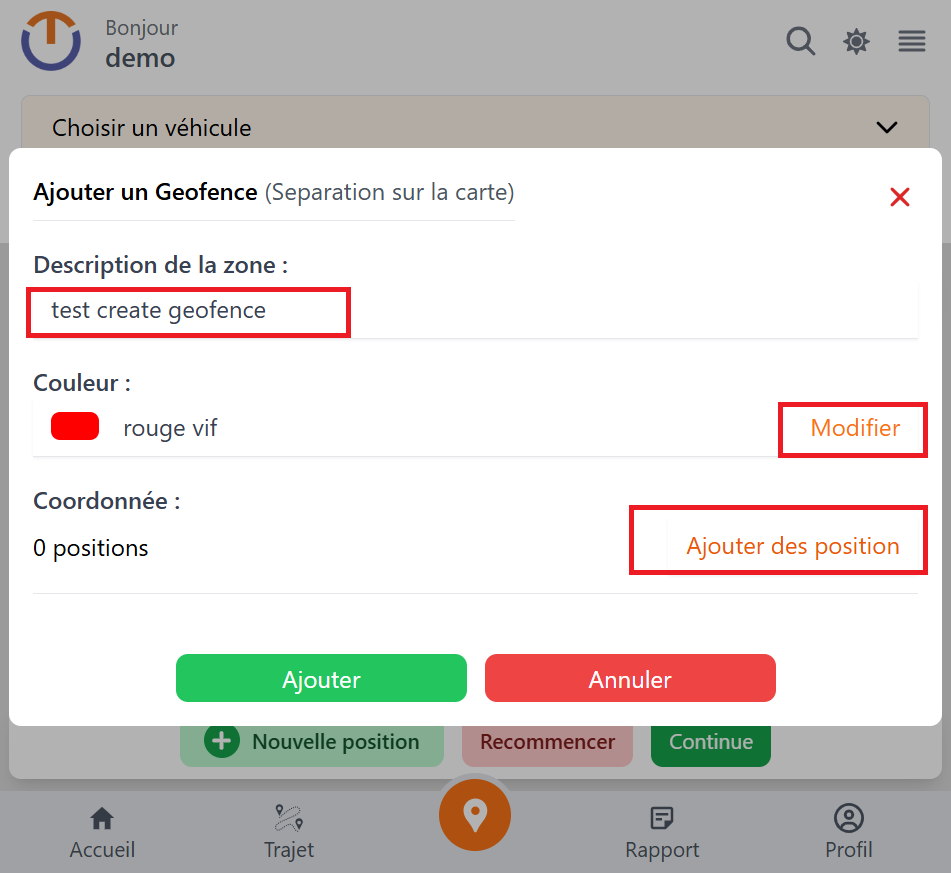 Bonjour
demo
Choisir un véhicule
Ajouter un Geofence (Separation sur la carte)
Description de la zone :
test create geofence
Couleur :
rouge vif
Modifier
Coordonnée :
0 positions
Ajouter des position
Ajouter
Annuler
Nouvelle position
Recommencer
Continue
Accueil
Trajet
Rapport
Profil